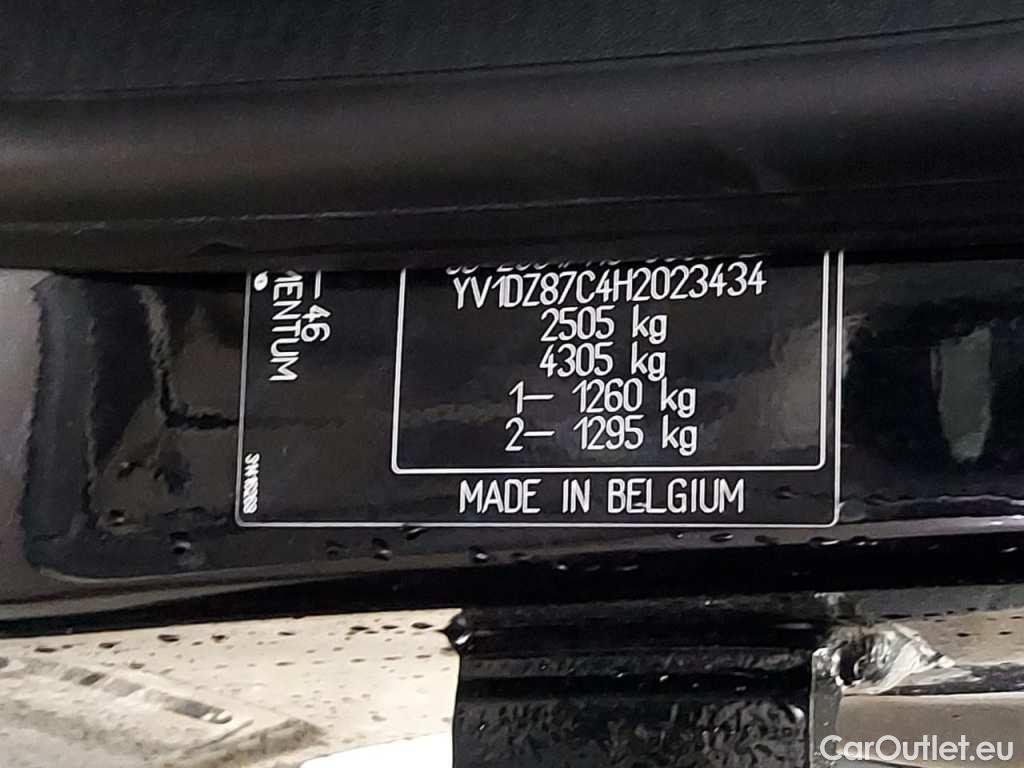 YV1DZ87C4H2023434
2505 kg
4305 kg
1– 1260 kg
2– 1295 kg
MADE IN BELGIUM
–46
MENTUM
CarOutlet.eu